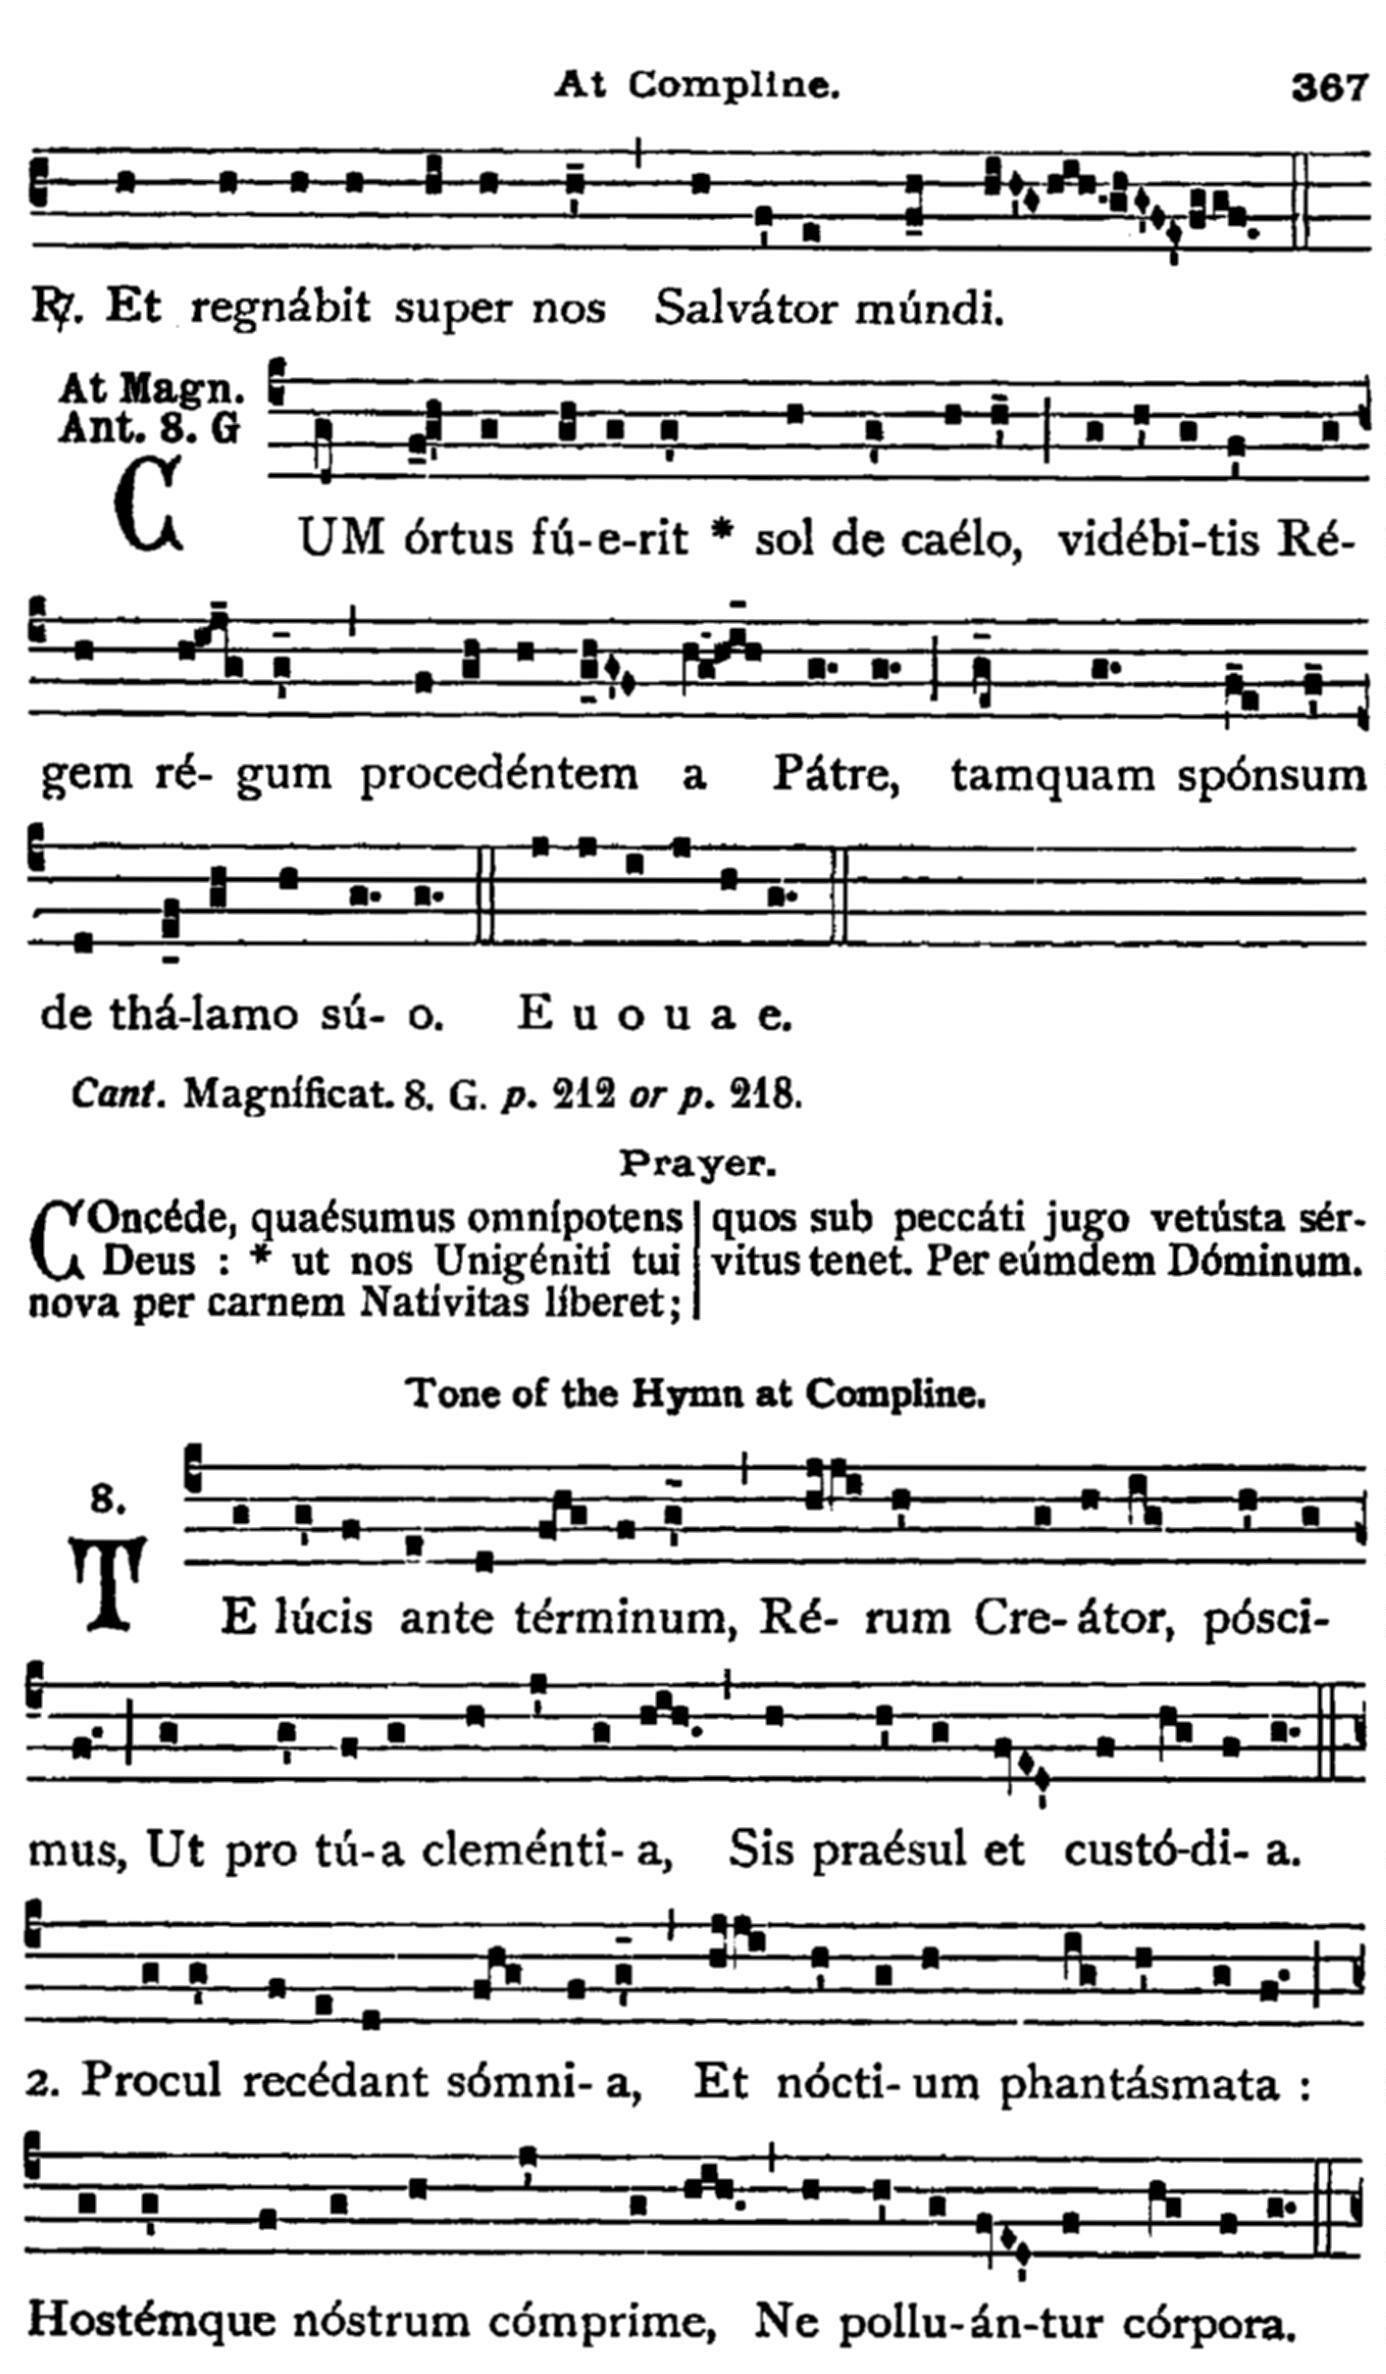 At Compline. 367
℟. Et regnábit super nos Salvátor múndi.
At Magn.
Ant. 8. G
CUM órtus fú-e-rit * sol de caélo, vidébi-tis Ré-
gem ré- gum procedéntem a Pátre, tamquam spónsum
de thá-lamo sú- o. E u o u a e.
Cant. Magníficat. 8. G. p. 212 or p. 218.
Prayer.
COncéde, quaésumus omnípotens
Deus : * ut nos Unigéniti tui
nova per carnem Natívitas líberet;
quos sub peccáti jugo vetústa sér-
vitus tenet. Per eúmdem Dóminum.
Tone of the Hymn at Compline.
8.
TE lúcis ante términum, Ré- rum Cre- átor, pósci-
mus, Ut pro tú-a cleménti- a, Sis praésul et custó-di- a.
2. Procul recédant sómni- a, Et nócti- um phantásmata :
Hostémque nóstrum cómprime, Ne pollu-án-tur córpora.